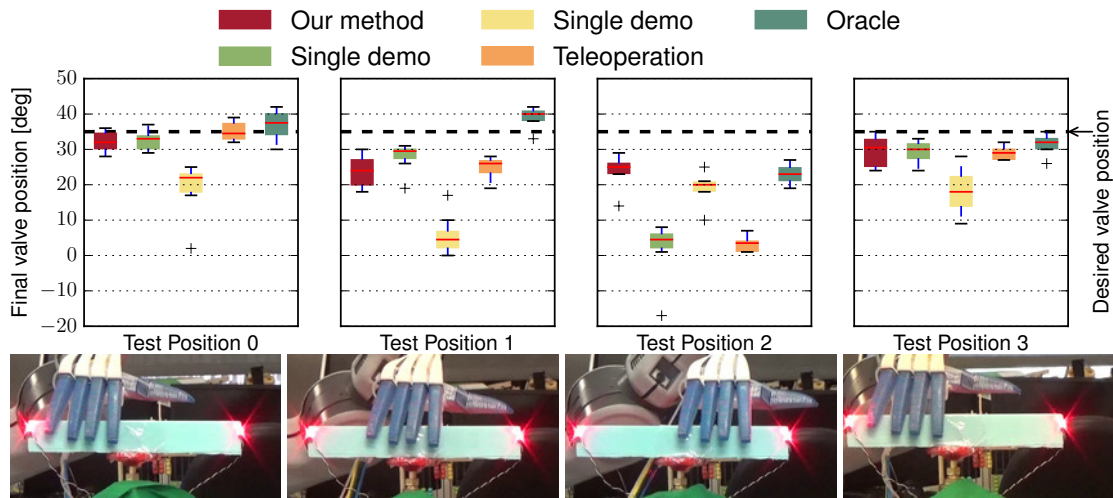 Our method
Single demo
Oracle
Single demo
Teleoperation
Final valve position [deg]
50
40
30
20
10
0
−10
−20
Desired valve position
Test Position 0
Test Position 1
Test Position 2
Test Position 3